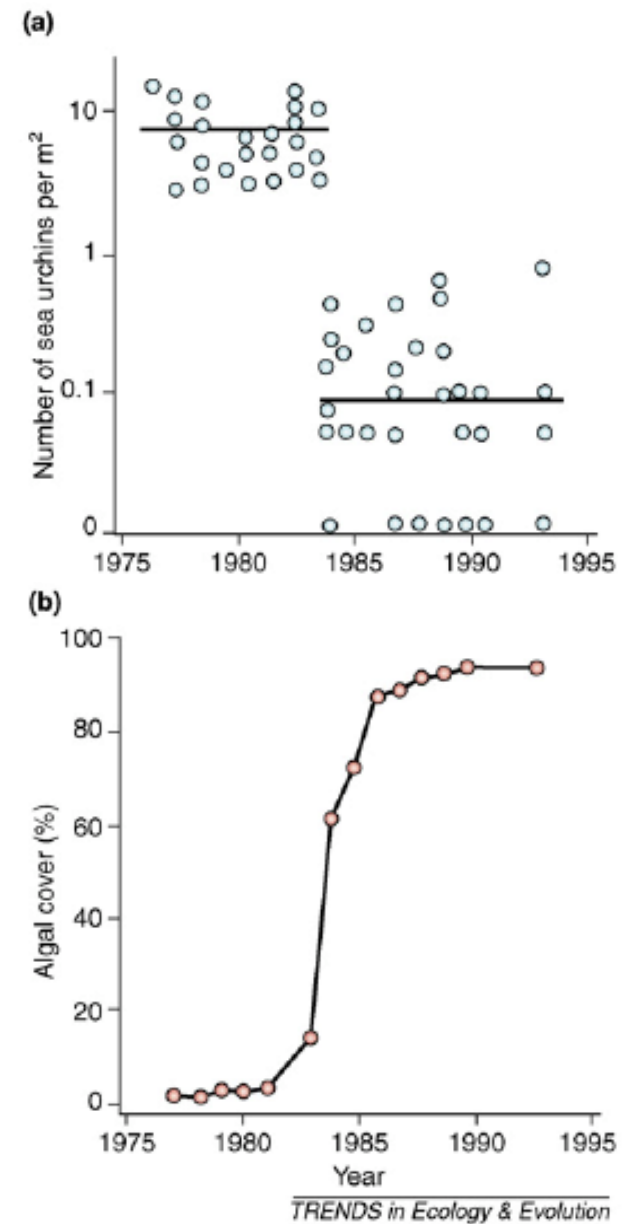 (a)
Number of sea urchins per m2
10
1
0.1
0
1975 1980 1985 1990 1995
(b)
Algal cover (%)
100
80
60
40
20
0
1975 1980 1985 1990 1995
Year
TRENDS in Ecology & Evolution